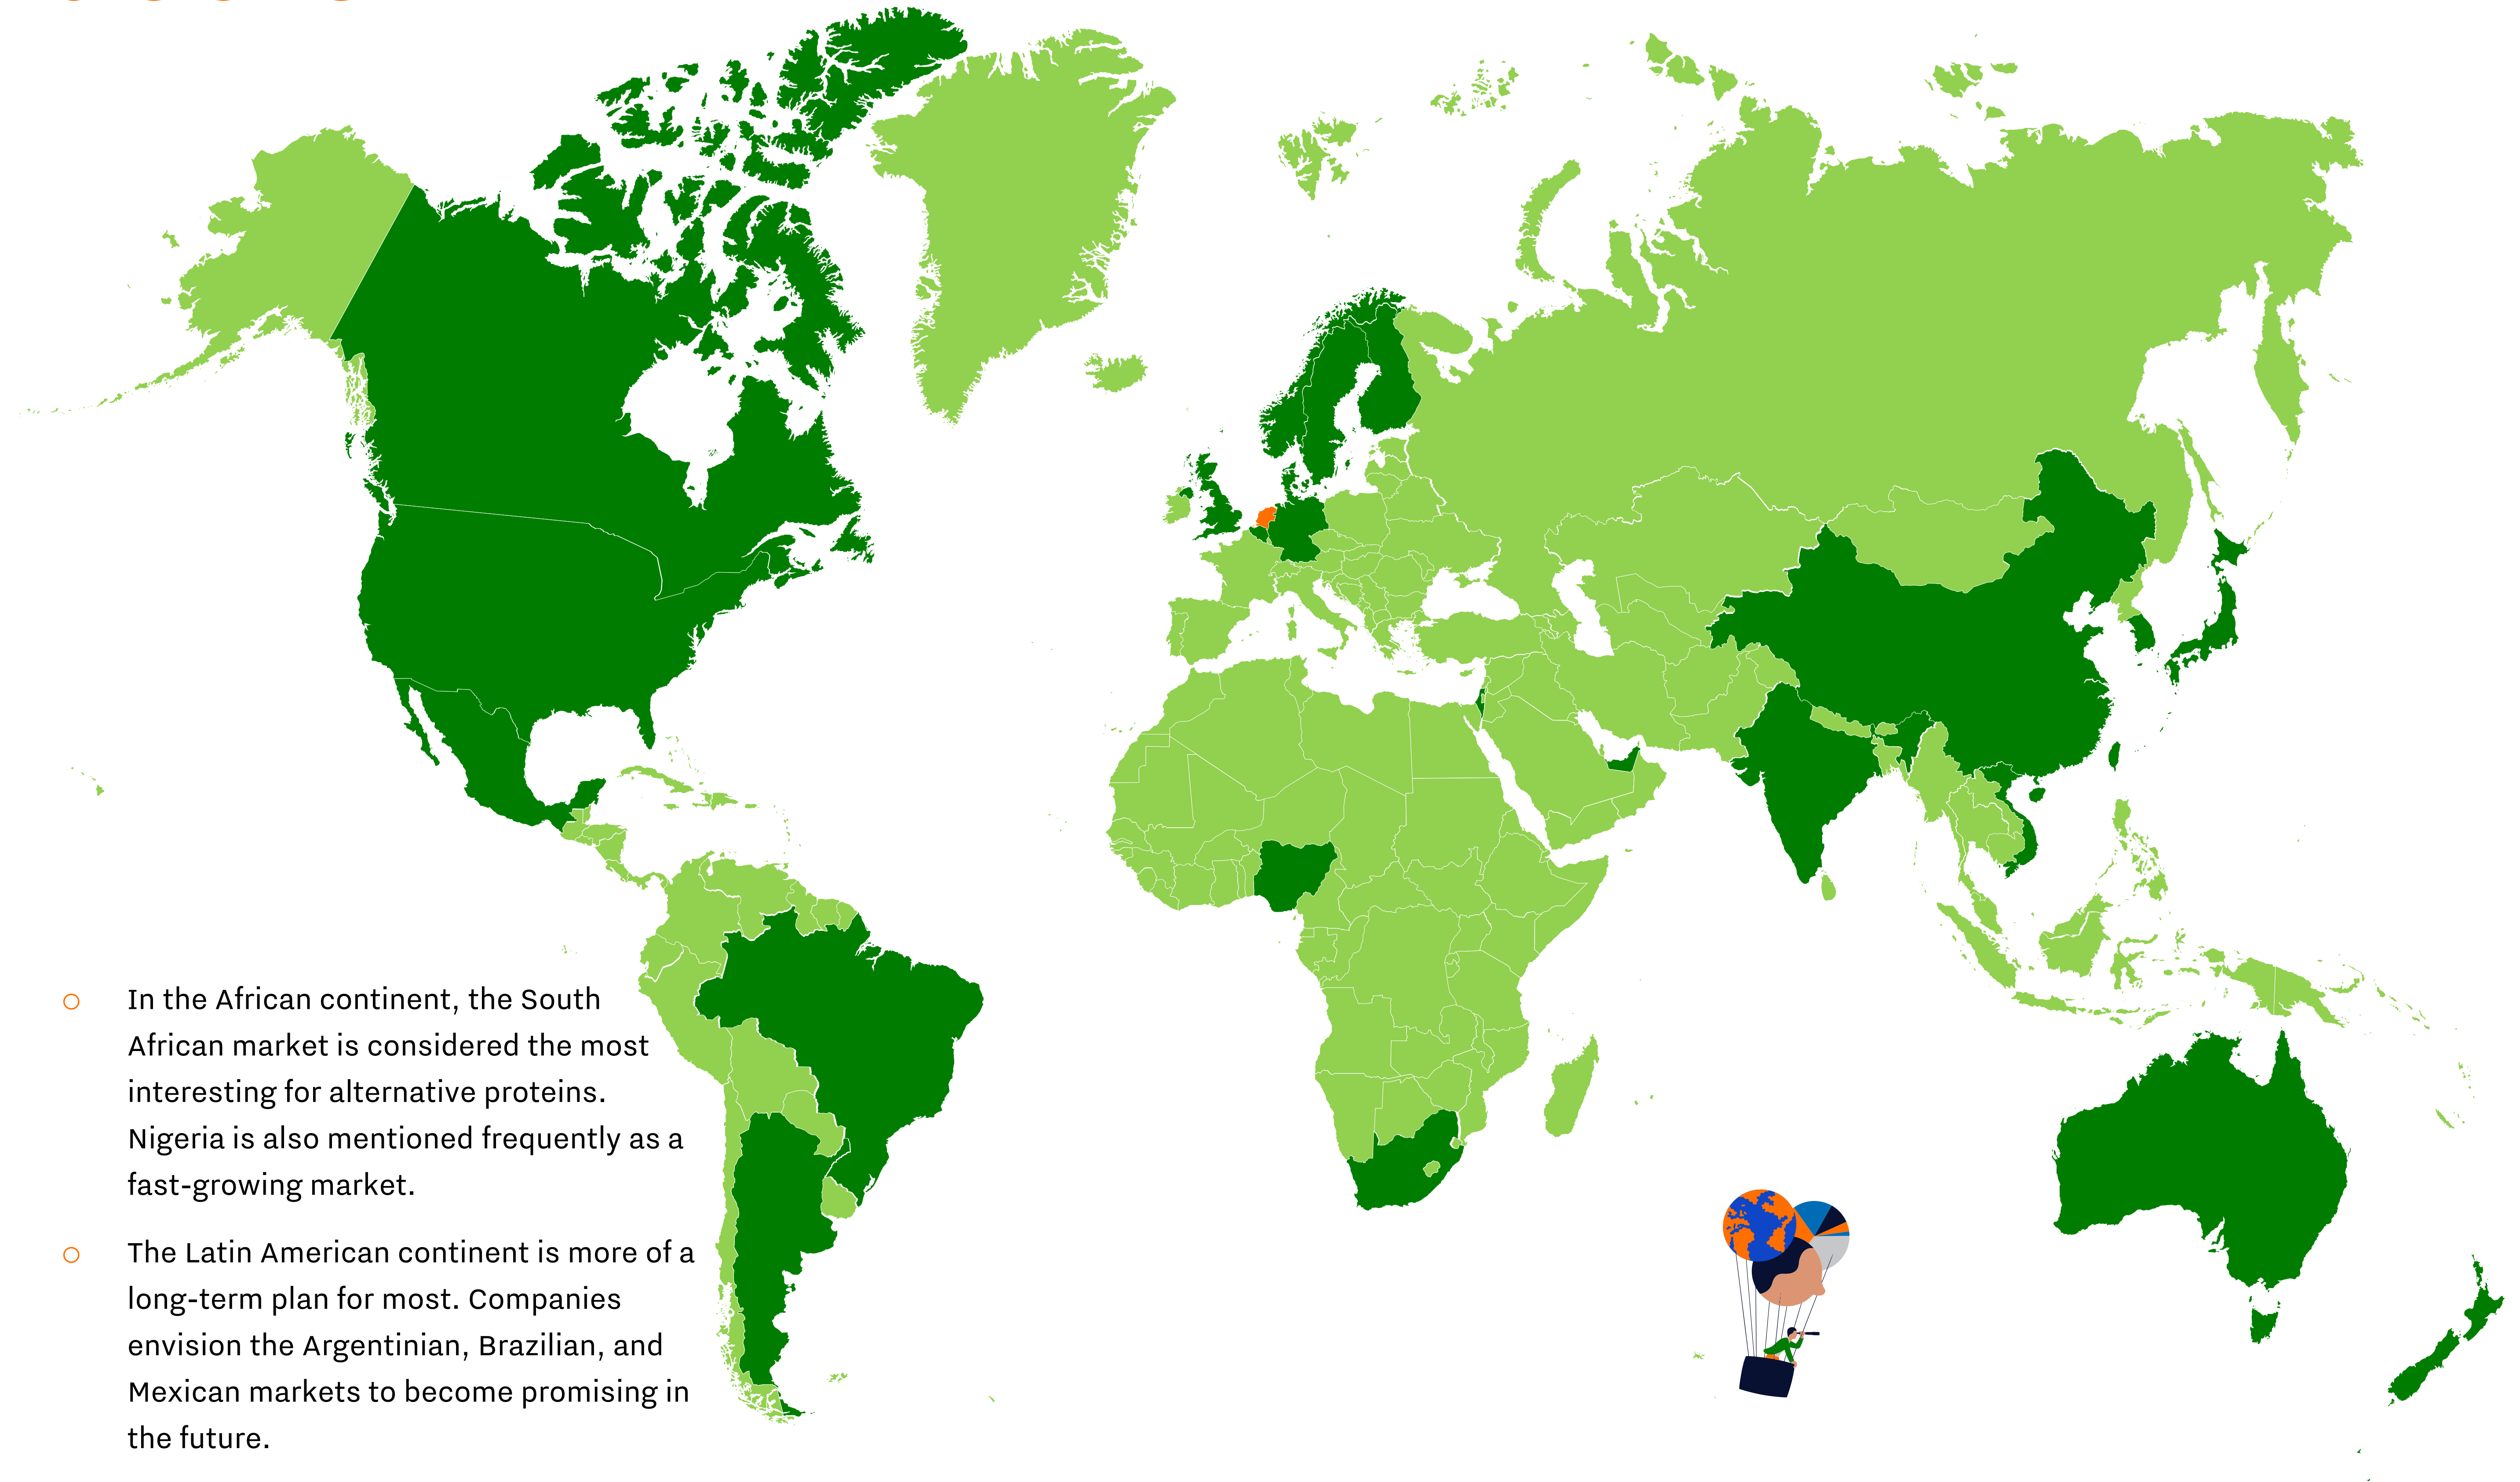 In the African continent, the South
African market is considered the most
interesting for alternative proteins.
Nigeria is also mentioned frequently as a
fast-growing market.
The Latin American continent is more of a
long-term plan for most. Companies
envision the Argentinian, Brazilian, and
Mexican markets to become promising in
the future.